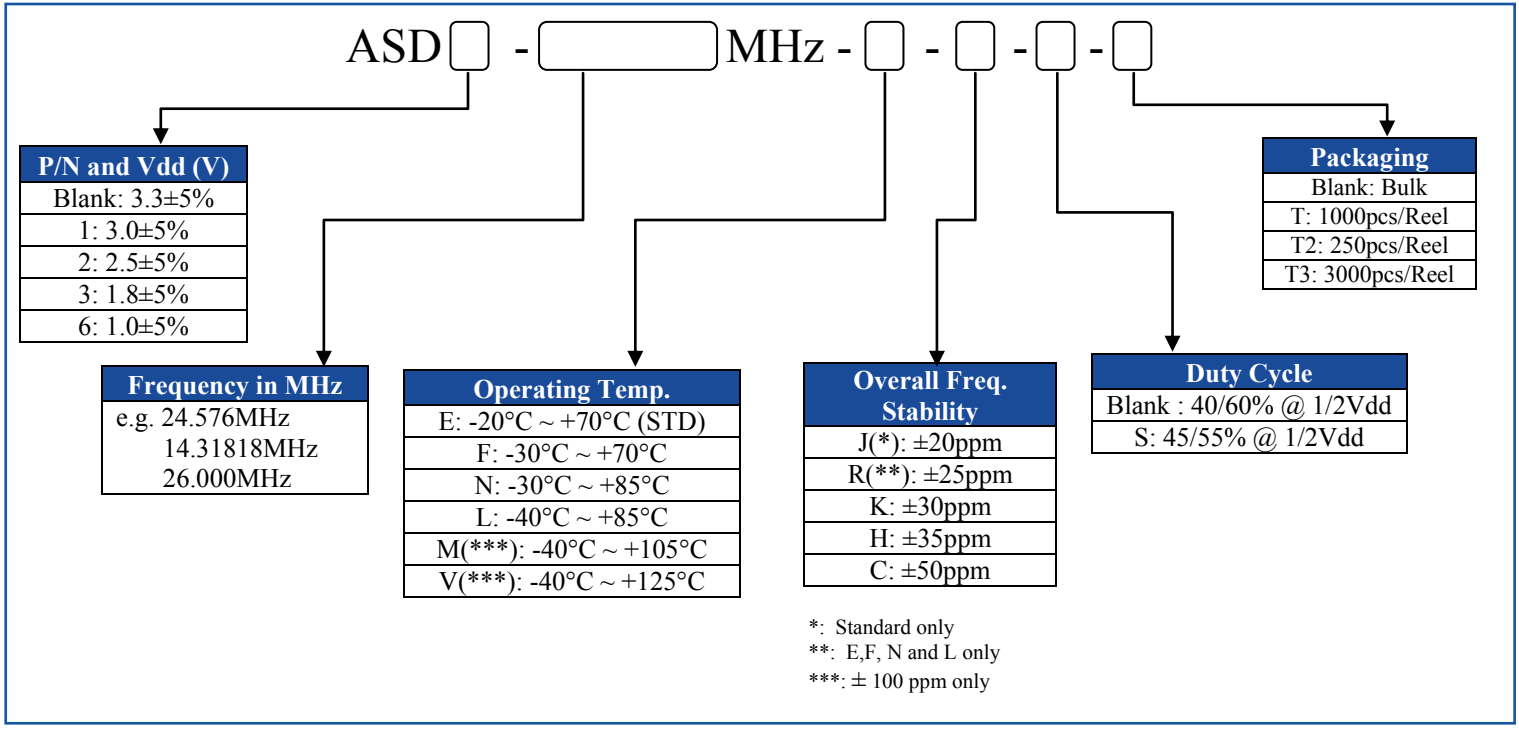 ASD - MHz - - - -
P/N and Vdd (V)
Blank: 3.3±5%
1: 3.0±5%
2: 2.5±5%
3: 1.8±5%
6: 1.0±5%
Frequency in MHz
e.g. 24.576MHz
14.31818MHz
26.000MHz
Operating Temp.
E: -20°C ~ +70°C (STD)
F: -30°C ~ +70°C
N: -30°C ~ +85°C
L: -40°C ~ +85°C
M(***): -40°C ~ +105°C
V(***): -40°C ~ +125°C
Overall Freq.
Stability
J(*): ±20ppm
R(**): ±25ppm
K: ±30ppm
H: ±35ppm
C: ±50ppm
*: Standard only
**: E,F, N and L only
***: ± 100 ppm only
Duty Cycle
Blank : 40/60% @ 1/2Vdd
S: 45/55% @ 1/2Vdd
Packaging
Blank: Bulk
T: 1000pcs/Reel
T2: 250pcs/Reel
T3: 3000pcs/Reel